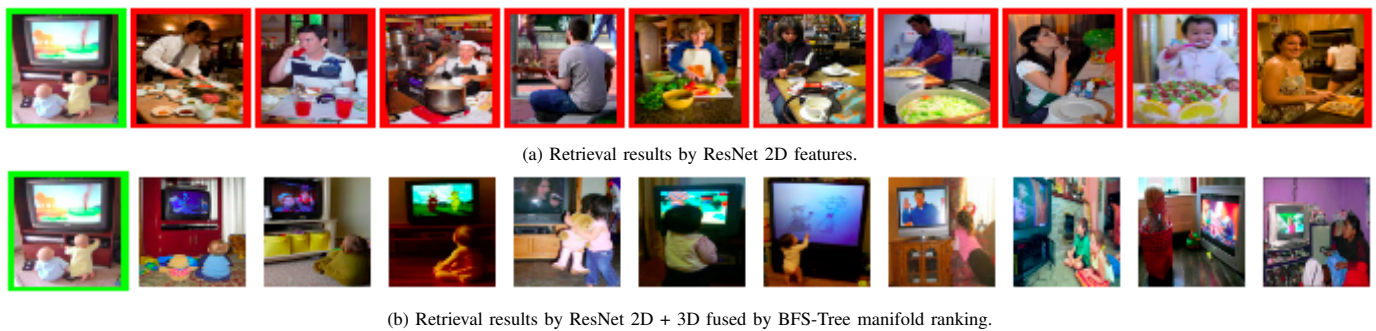 (a) Retrieval results by ResNet 2D features.
(b) Retrieval results by ResNet 2D + 3D fused by BFS-Tree manifold ranking.